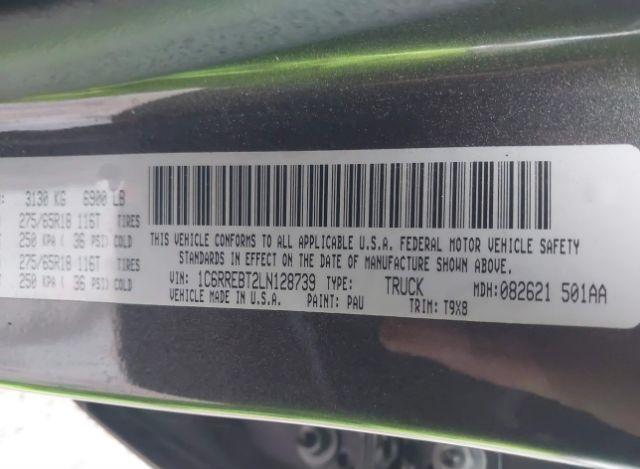 3130 KG 6900 LB
275/65R18 116T TIRES
250 KPA ( 36 PSI) COLD
275/65R18 116T TIRES
250 KPA ( 36 PSI) COLD
THIS VEHICLE CONFORMS TO ALL APPLICABLE U.S.A. FEDERAL MOTOR VEHICLE SAFETY
STANDARDS IN EFFECT ON THE DATE OF MANUFACTURE SHOWN ABOVE.
VIN: 1C6RREBT2LN128739 TYPE: TRUCK MDH:082621 501AA
VEHICLE MADE IN U.S.A. PAINT: PAU TRIM: T9X8